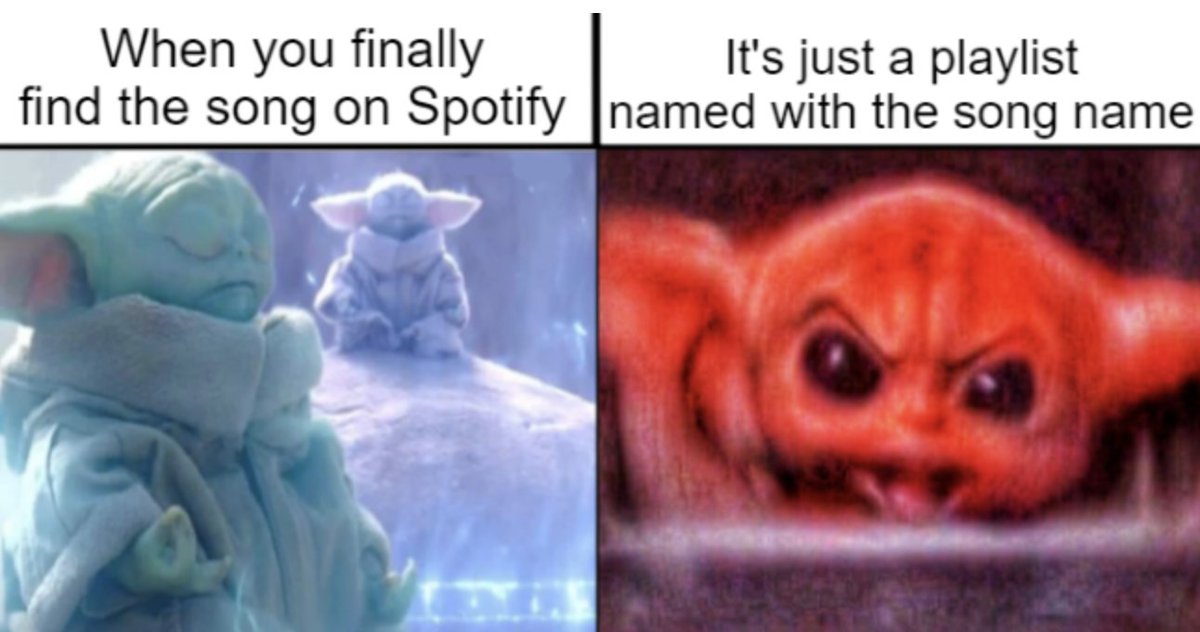 When you finally
find the song on Spotify
It's just a playlist
named with the song name